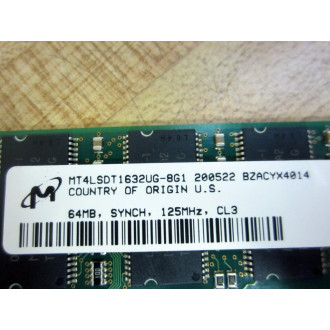 MT4LSDT1632UG-8G1 200522 BZACYX4014
COUNTRY OF ORIGIN U.S.
64MB, SYNCH, 125MHz, CL3